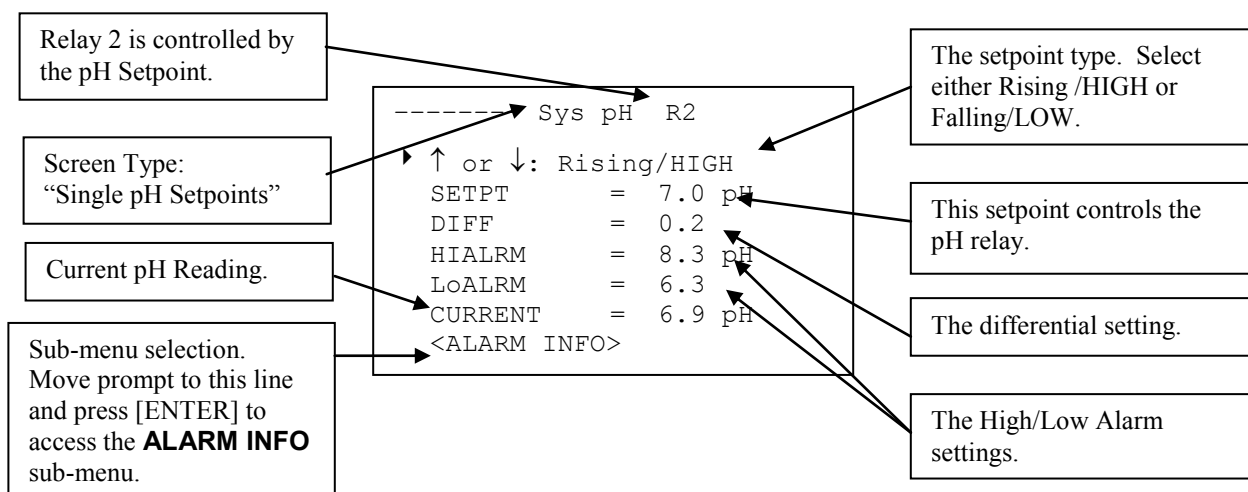 Relay 2 is controlled by
the pH Setpoint.
Screen Type:
“Single pH Setpoints”
Current pH Reading.
Sub-menu selection.
Move prompt to this line
and press [ENTER] to
access the ALARM INFO
sub-menu.
-------- Sys pH R2
↑ or ↓: Rising/HIGH
SETPT = 7.0 pH
DIFF = 0.2
HIALRM = 8.3 pH
LoALRM = 6.3
CURRENT = 6.9 pH
<ALARM INFO>
The setpoint type. Select
either Rising /HIGH or
Falling/LOW.
This setpoint controls the
pH relay.
The differential setting.
The High/Low Alarm
settings.